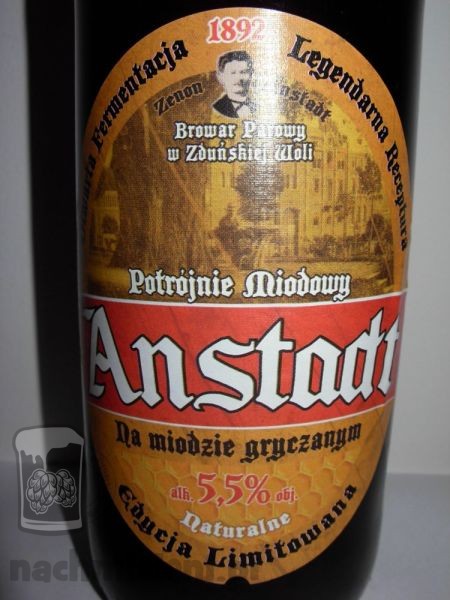 1892
Fermentacja
Legendarna Receptura
Zenon Anstadt
Browar Parowy
w Zduńskiej Woli
Potrójnie Miodowy
Anstadt
Na miodzie gryczanym
alk. 5,5% obj.
Naturalne
Edycja Limitowana